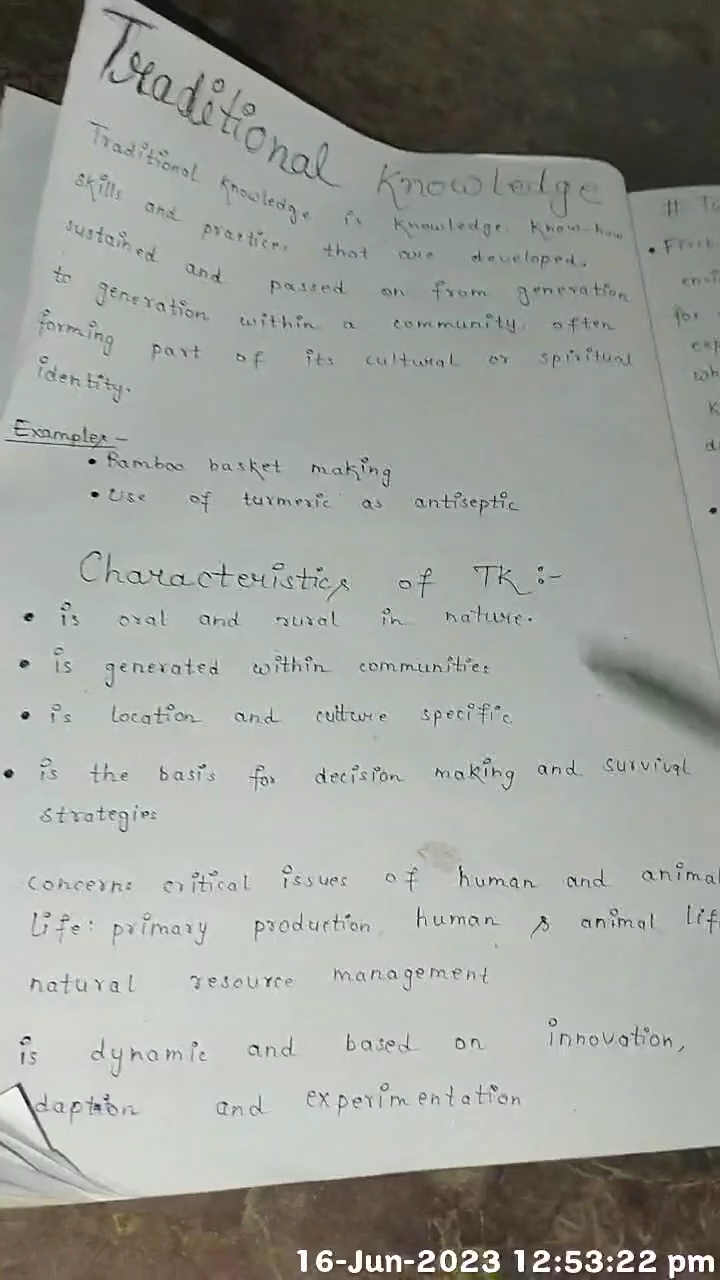 Traditional Knowledge
Traditional Knowledge is Knowledge, Know-how
skills and practices that are developed,
sustained and passed on from generation
to generation within a community, often
forming part of its cultural or spiritual
identity.
Examples -
• Bamboo basket making
• Use of turmeric as antiseptic
Characteristics of TK :-
• is oral and rural in nature.
• is generated within communities
• is location and culture specific
• is the basis for decision making and survival
strategies
concerns critical issues of human and animal
life: primary production, human & animal lif
natural resource management
is dynamic and based on innovation,
daption and experimentation
#
•
for
K
•
16-Jun-2023 12:53:22 pm